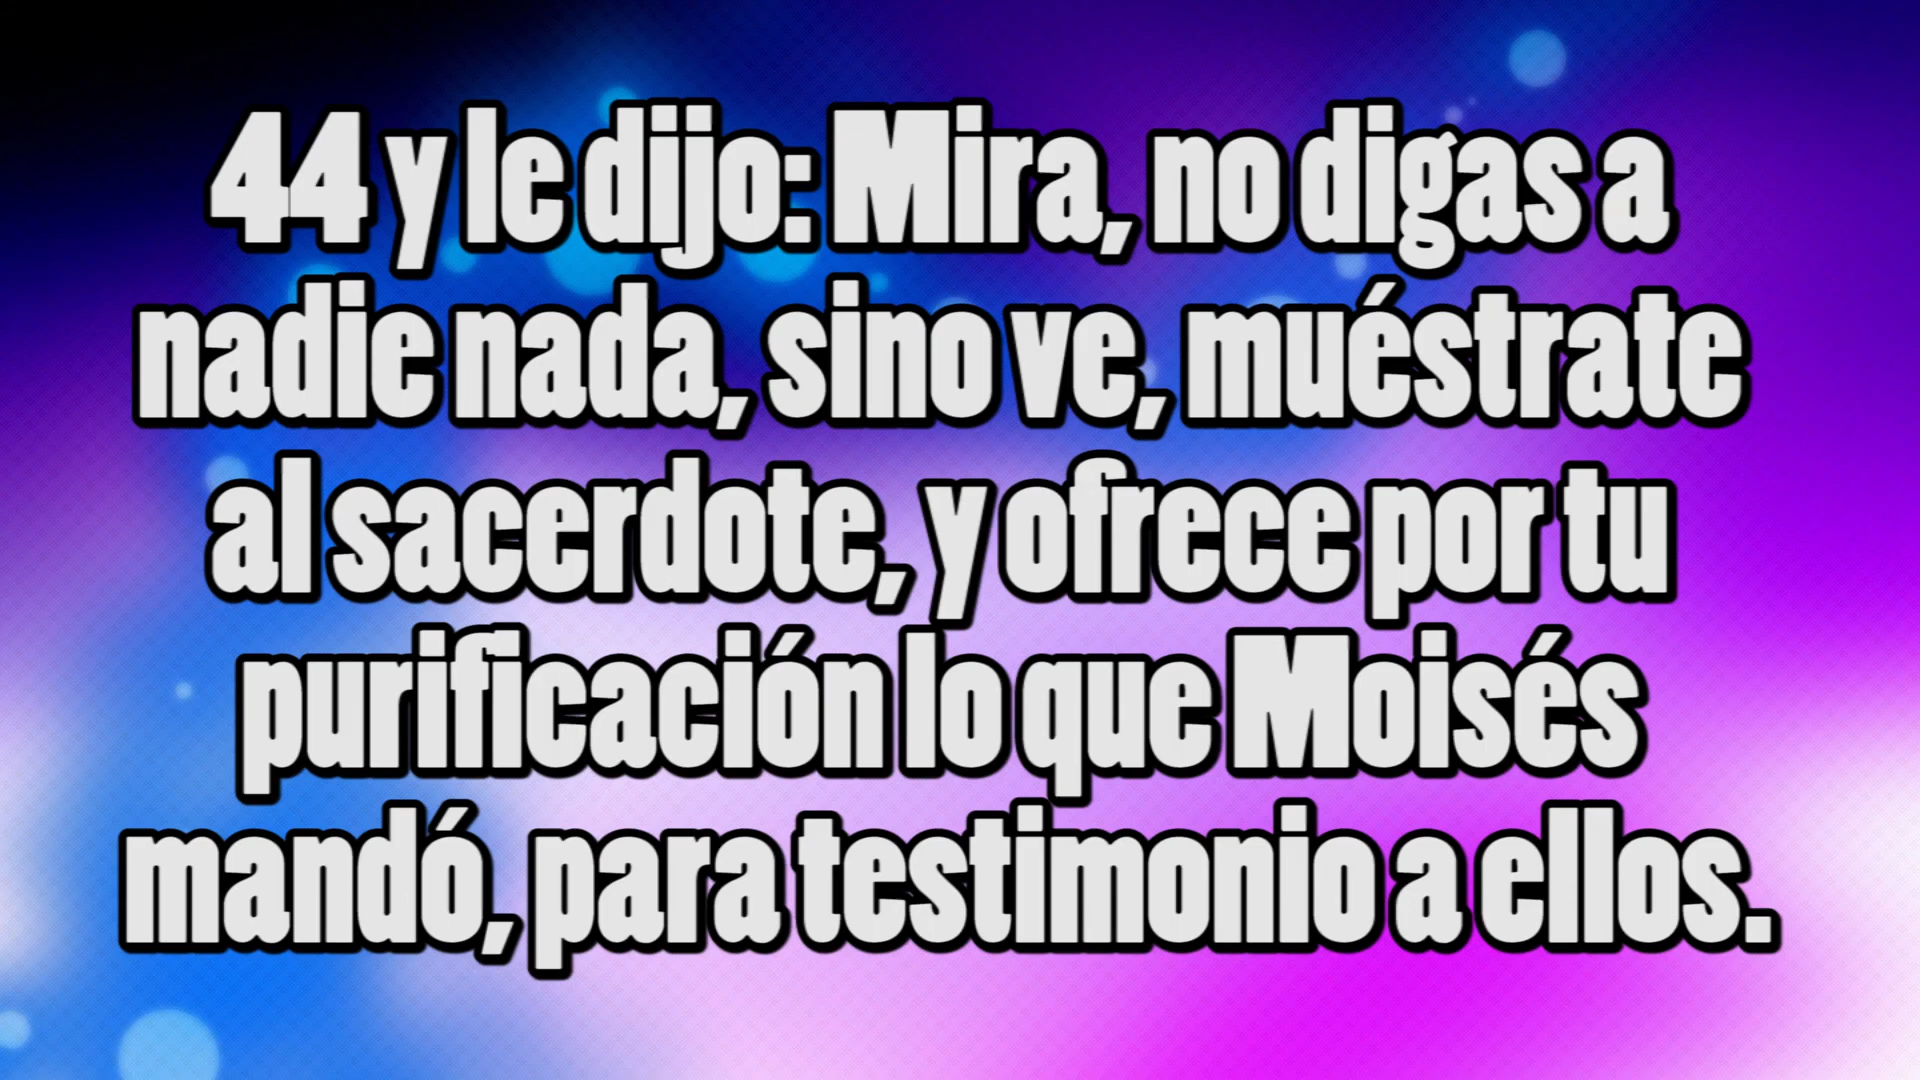 44 y le dijo: Mira, no digas a
nadie nada, sino ve, muéstrate
al sacerdote, y ofrece por tu
purificación lo que Moisés
mandó, para testimonio a ellos.